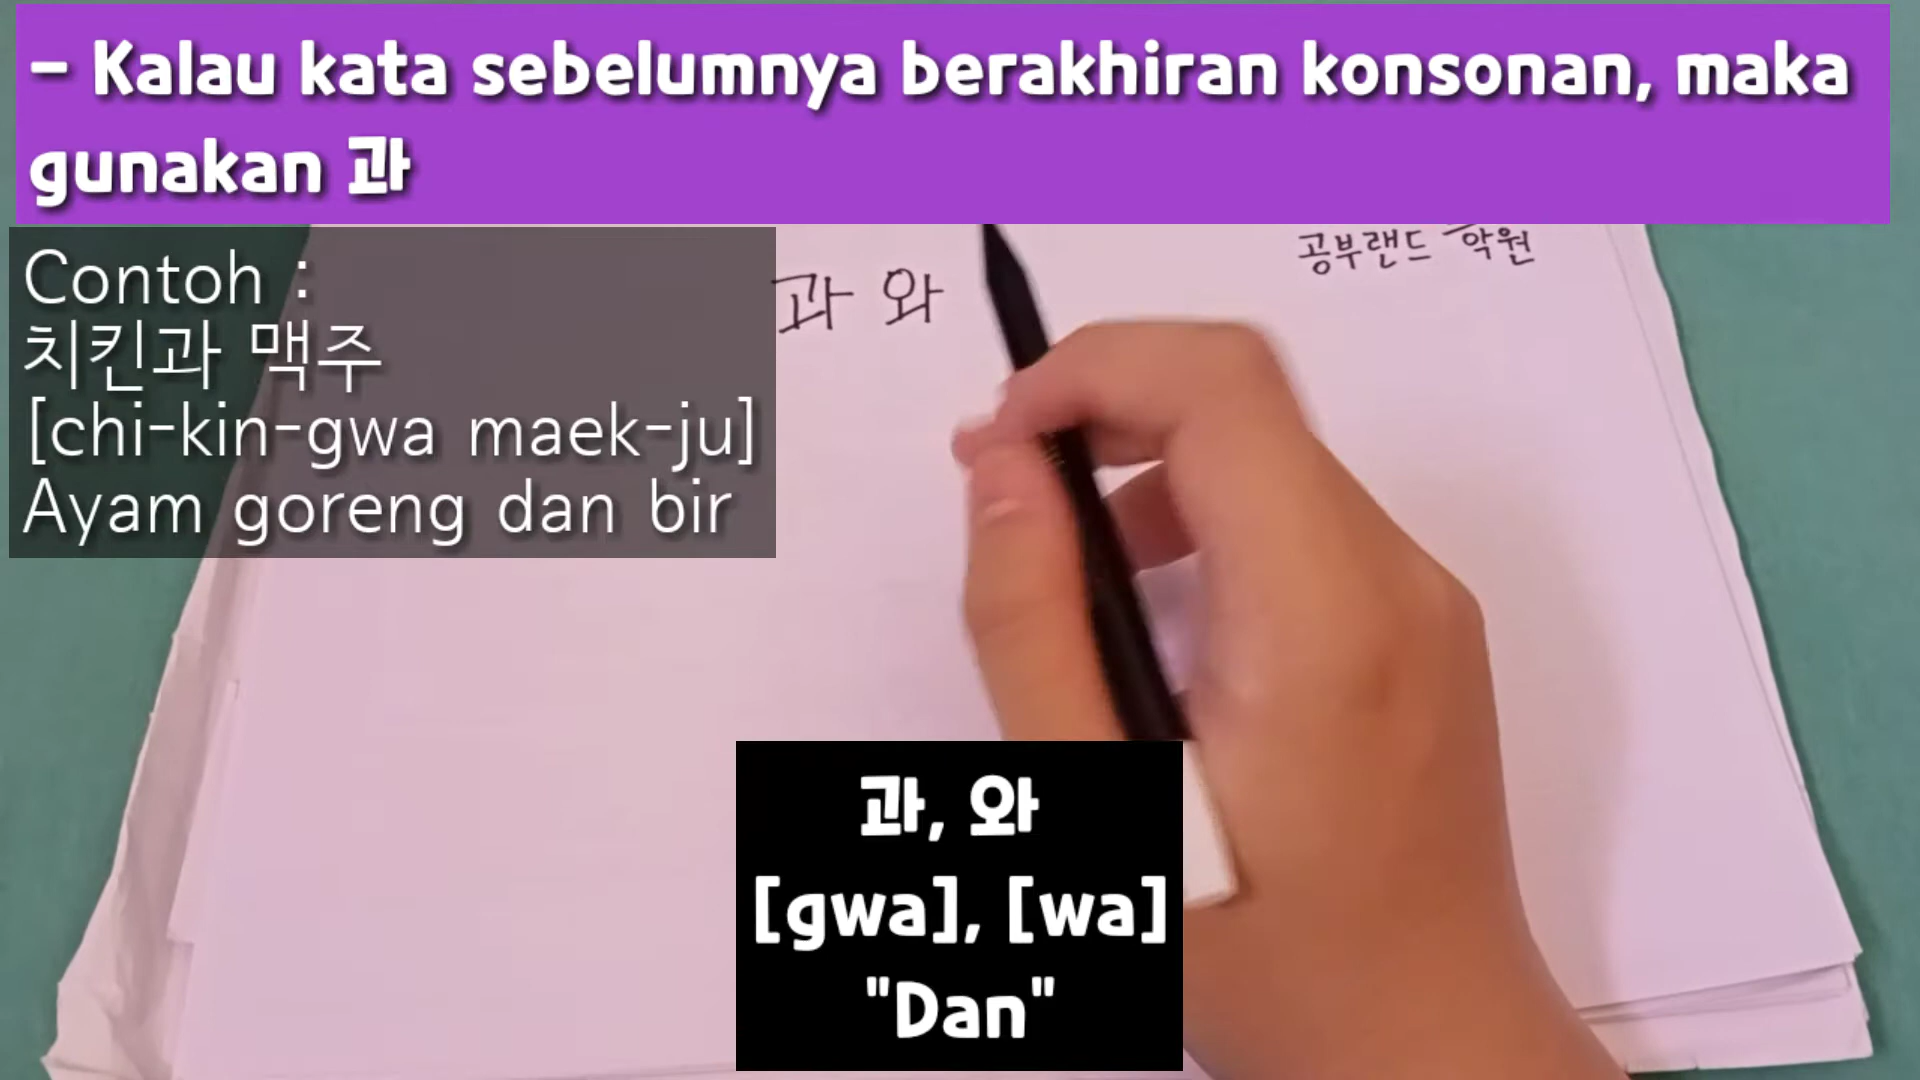 - Kalau kata sebelumnya berakhiran konsonan, maka
gunakan 과
Contoh :
치킨과 맥주
[chi-kin-gwa maek-ju]
Ayam goreng dan bir
과 와
공부랜드 학원
과, 와
[gwa], [wa]
"Dan"